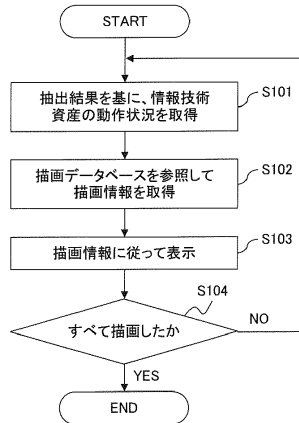 START
抽出結果を基に、情報技術
資産の動作状況を取得
S101
描画データベースを参照して
描画情報を取得
S102
描画情報に従って表示
S103
S104
すべて描画したか
NO
YES
END